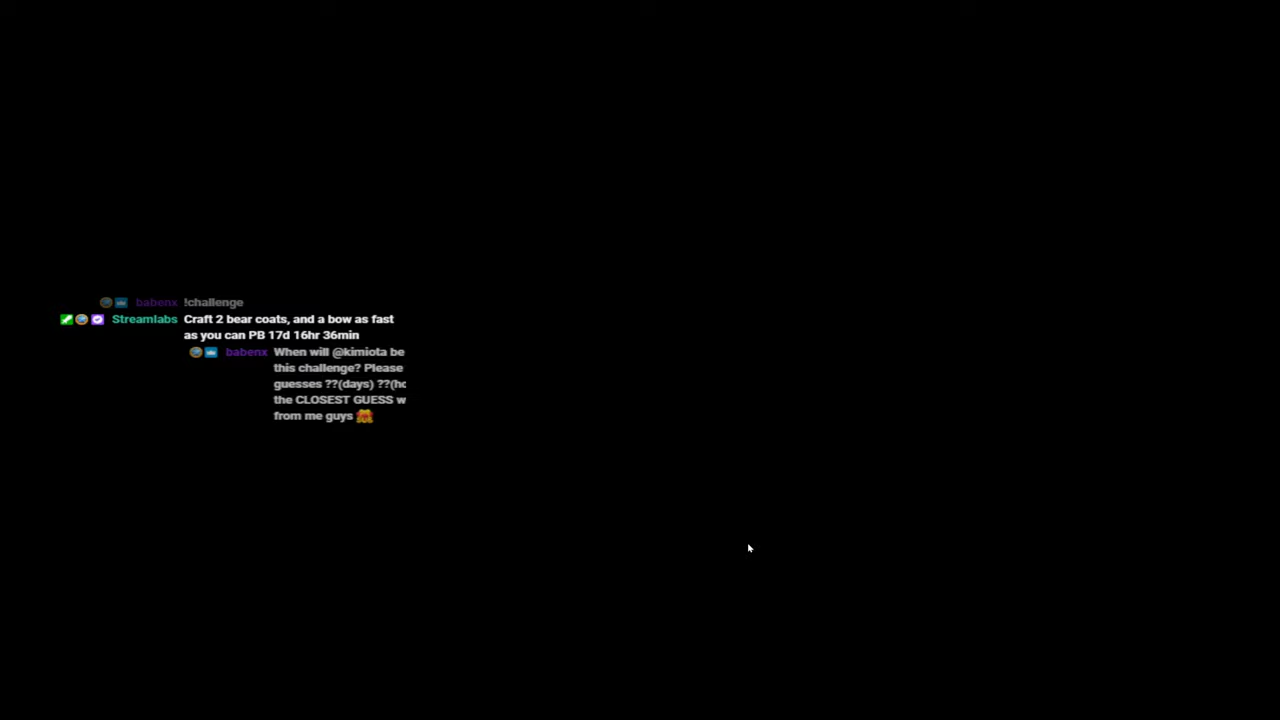 babenx !challenge
Streamlabs Craft 2 bear coats, and a bow as fast
as you can PB 17d 16hr 36min
babenx When will @kimiota be
this challenge? Please
guesses ??(days) ??(hc
the CLOSEST GUESS w
from me guys